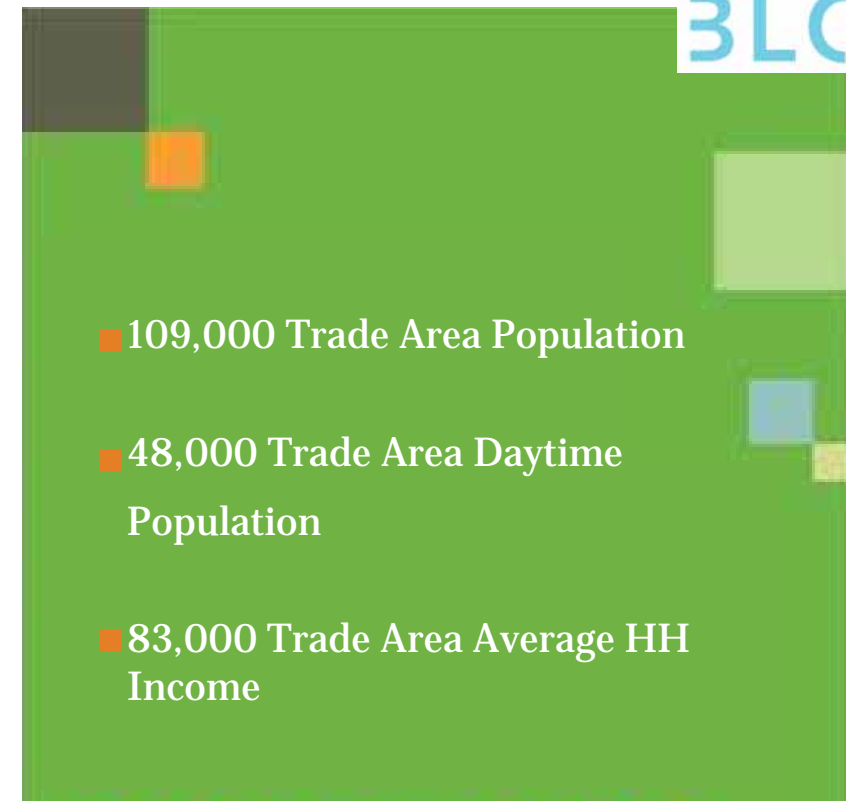 109,000 Trade Area Population
48,000 Trade Area Daytime
Population
83,000 Trade Area Average HH
Income